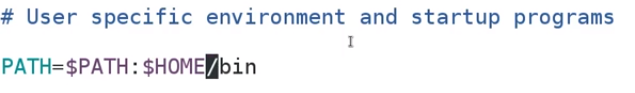 # User specific environment and startup programs
PATH=$PATH:$HOME/bin